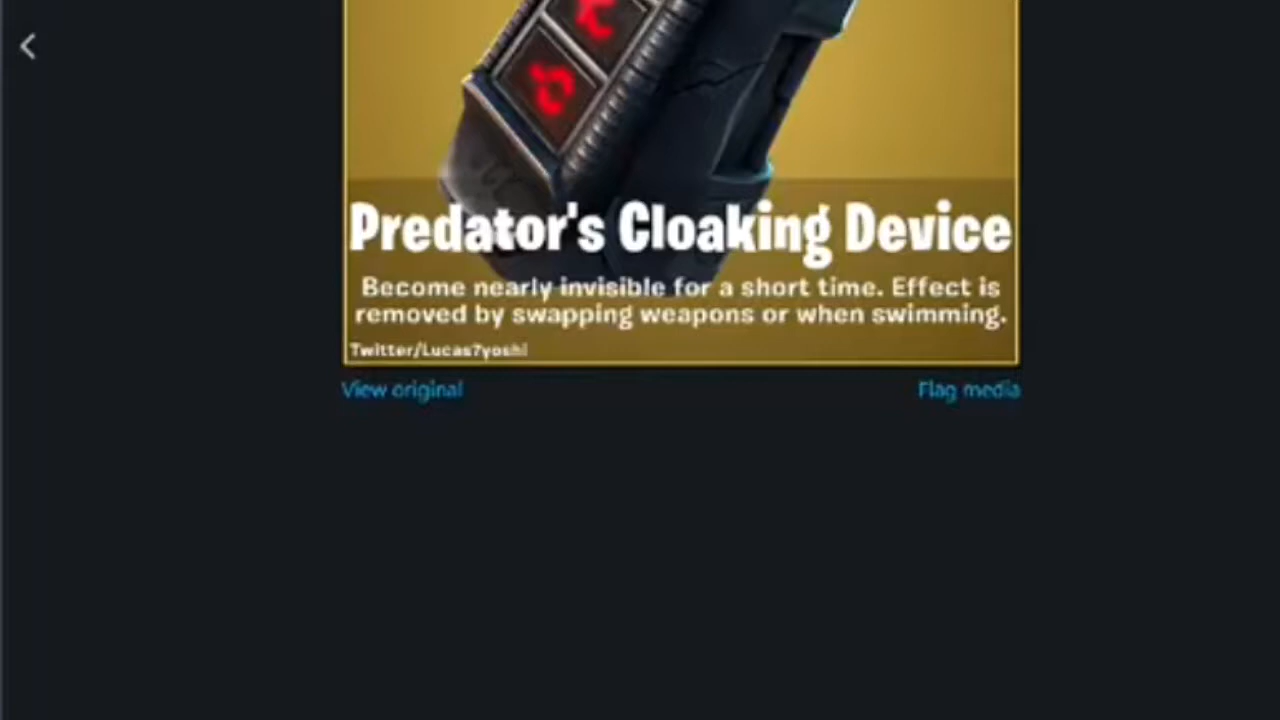 Predator's Cloaking Device
Become nearly invisible for a short time. Effect is
removed by swapping weapons or when swimming.
Twitter/Lucas7yoshi
View original
Flag media